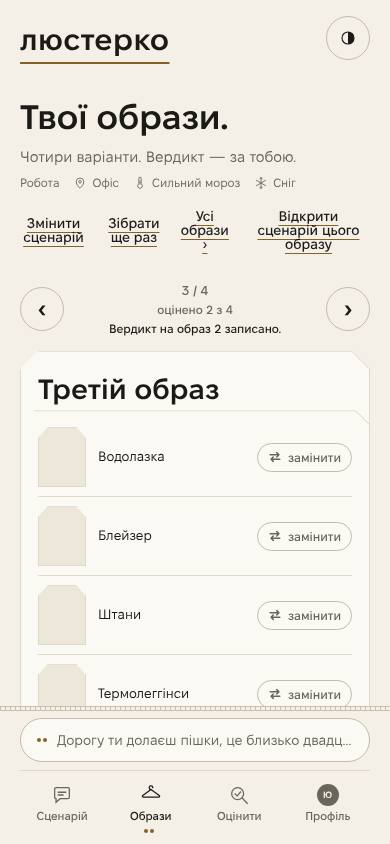 люстерко
Твої образи.
Чотири варіанти. Вердикт — за тобою.
Робота Офіс Сильний мороз Сніг
Змінити
сценарій
Зібрати
ще раз
Усі
образи
›
Відкрити
сценарій цього
образу
‹
3 / 4
оцінено 2 з 4
Вердикт на образ 2 записано.
›
Третій образ
Водолазка замінити
Блейзер замінити
Штани замінити
Термолеггінси замінити
Дорогу ти долаєш пішки, це близько двадц...
Сценарій Образи Оцінити Ю Профіль